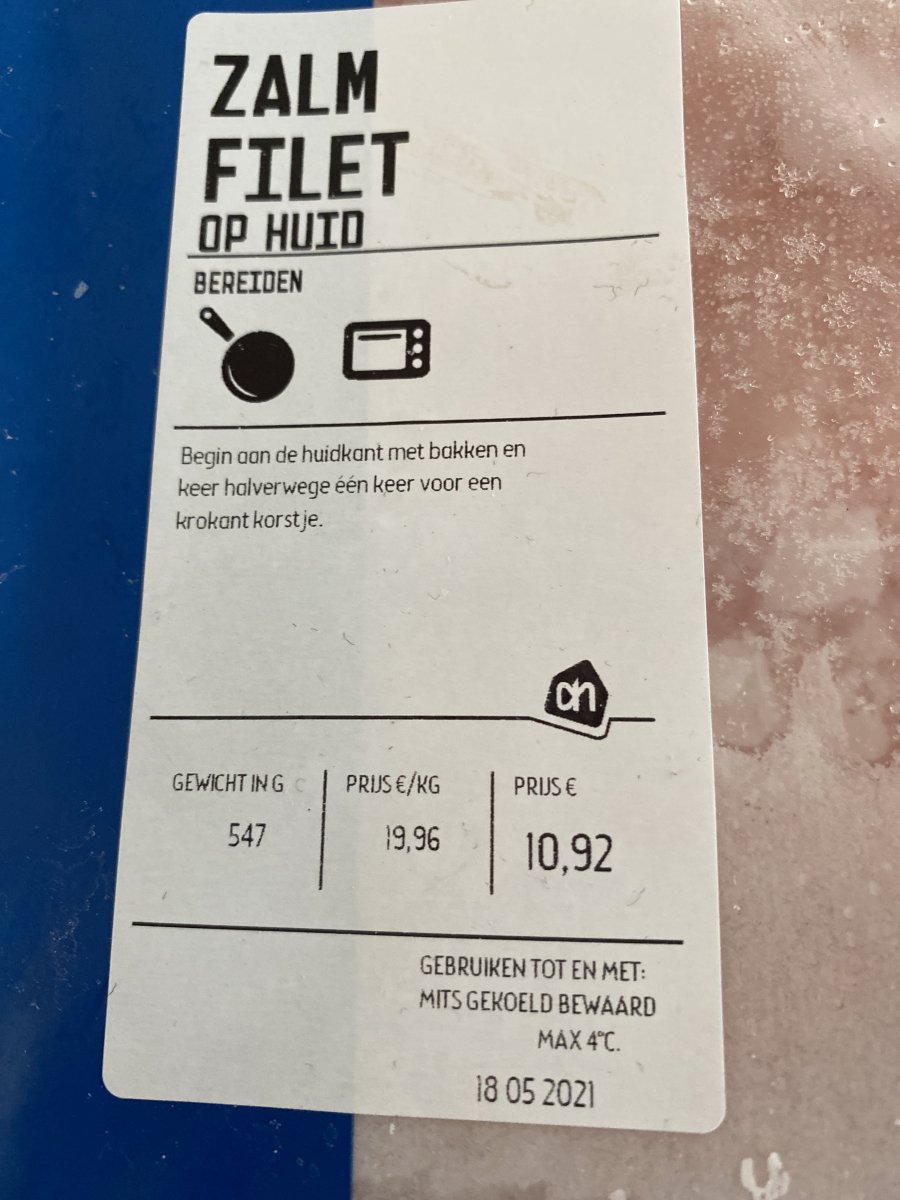 ZALM
FILET
OP HUID
BEREIDEN
Begin aan de huidkant met bakken en
keer halverwege één keer voor een
krokant korstje.
ah
GEWICHT IN G PRIJS €/KG PRIJS €
547 19,96 10,92
GEBRUIKEN TOT EN MET:
MITS GEKOELD BEWAARD
MAX 4°C.
18 05 2021